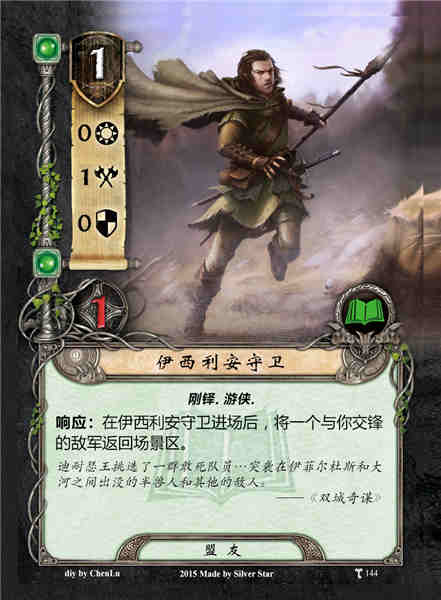 1
0
1
0
1
伊西利安守卫
刚铎. 游侠.
响应：在伊西利安守卫进场后，将一个与你交锋
的敌军返回场景区。
迪耐瑟王挑选了一群敢死队员…突袭在伊菲尔杜斯和大
河之间出没的半兽人和其他的敌人。
——《双城奇谋》
盟友
diy by ChenLu
2015 Made by Silver Star
144